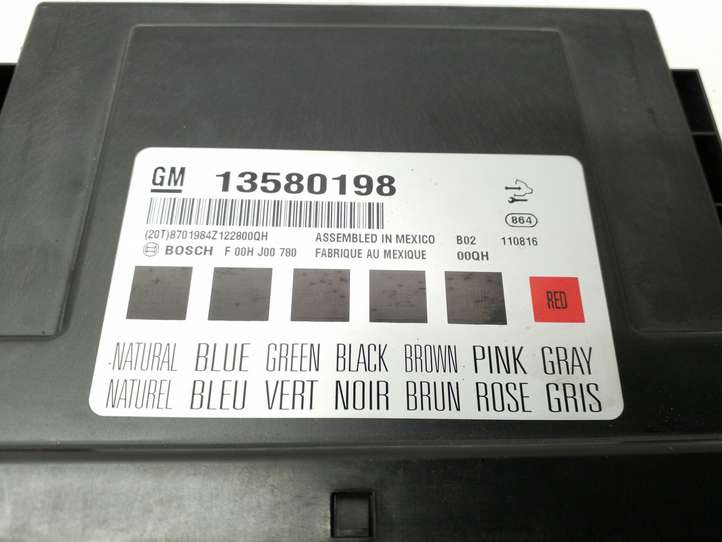 GM 13580198
864
(20T)8701984Z122800QH ASSEMBLED IN MEXICO B02 110816
BOSCH F 00H J00 780 FABRIQUE AU MEXIQUE 00QH
RED
NATURAL BLUE GREEN BLACK BROWN PINK GRAY
NATUREL BLEU VERT NOIR BRUN ROSE GRIS